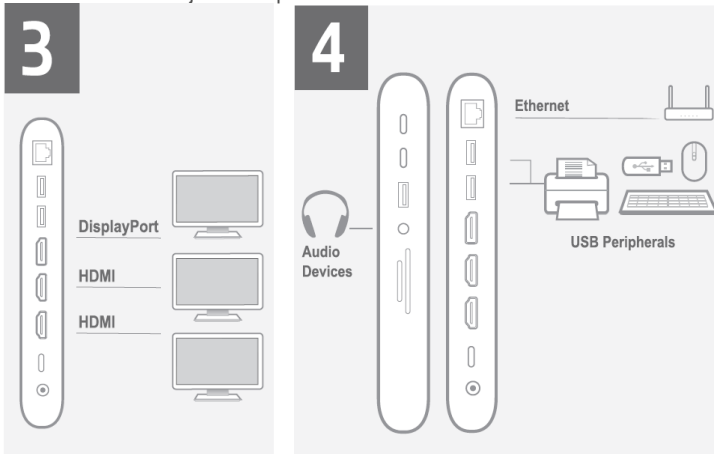 3
DisplayPort
HDMI
HDMI
4
Ethernet
Audio
Devices
USB Peripherals